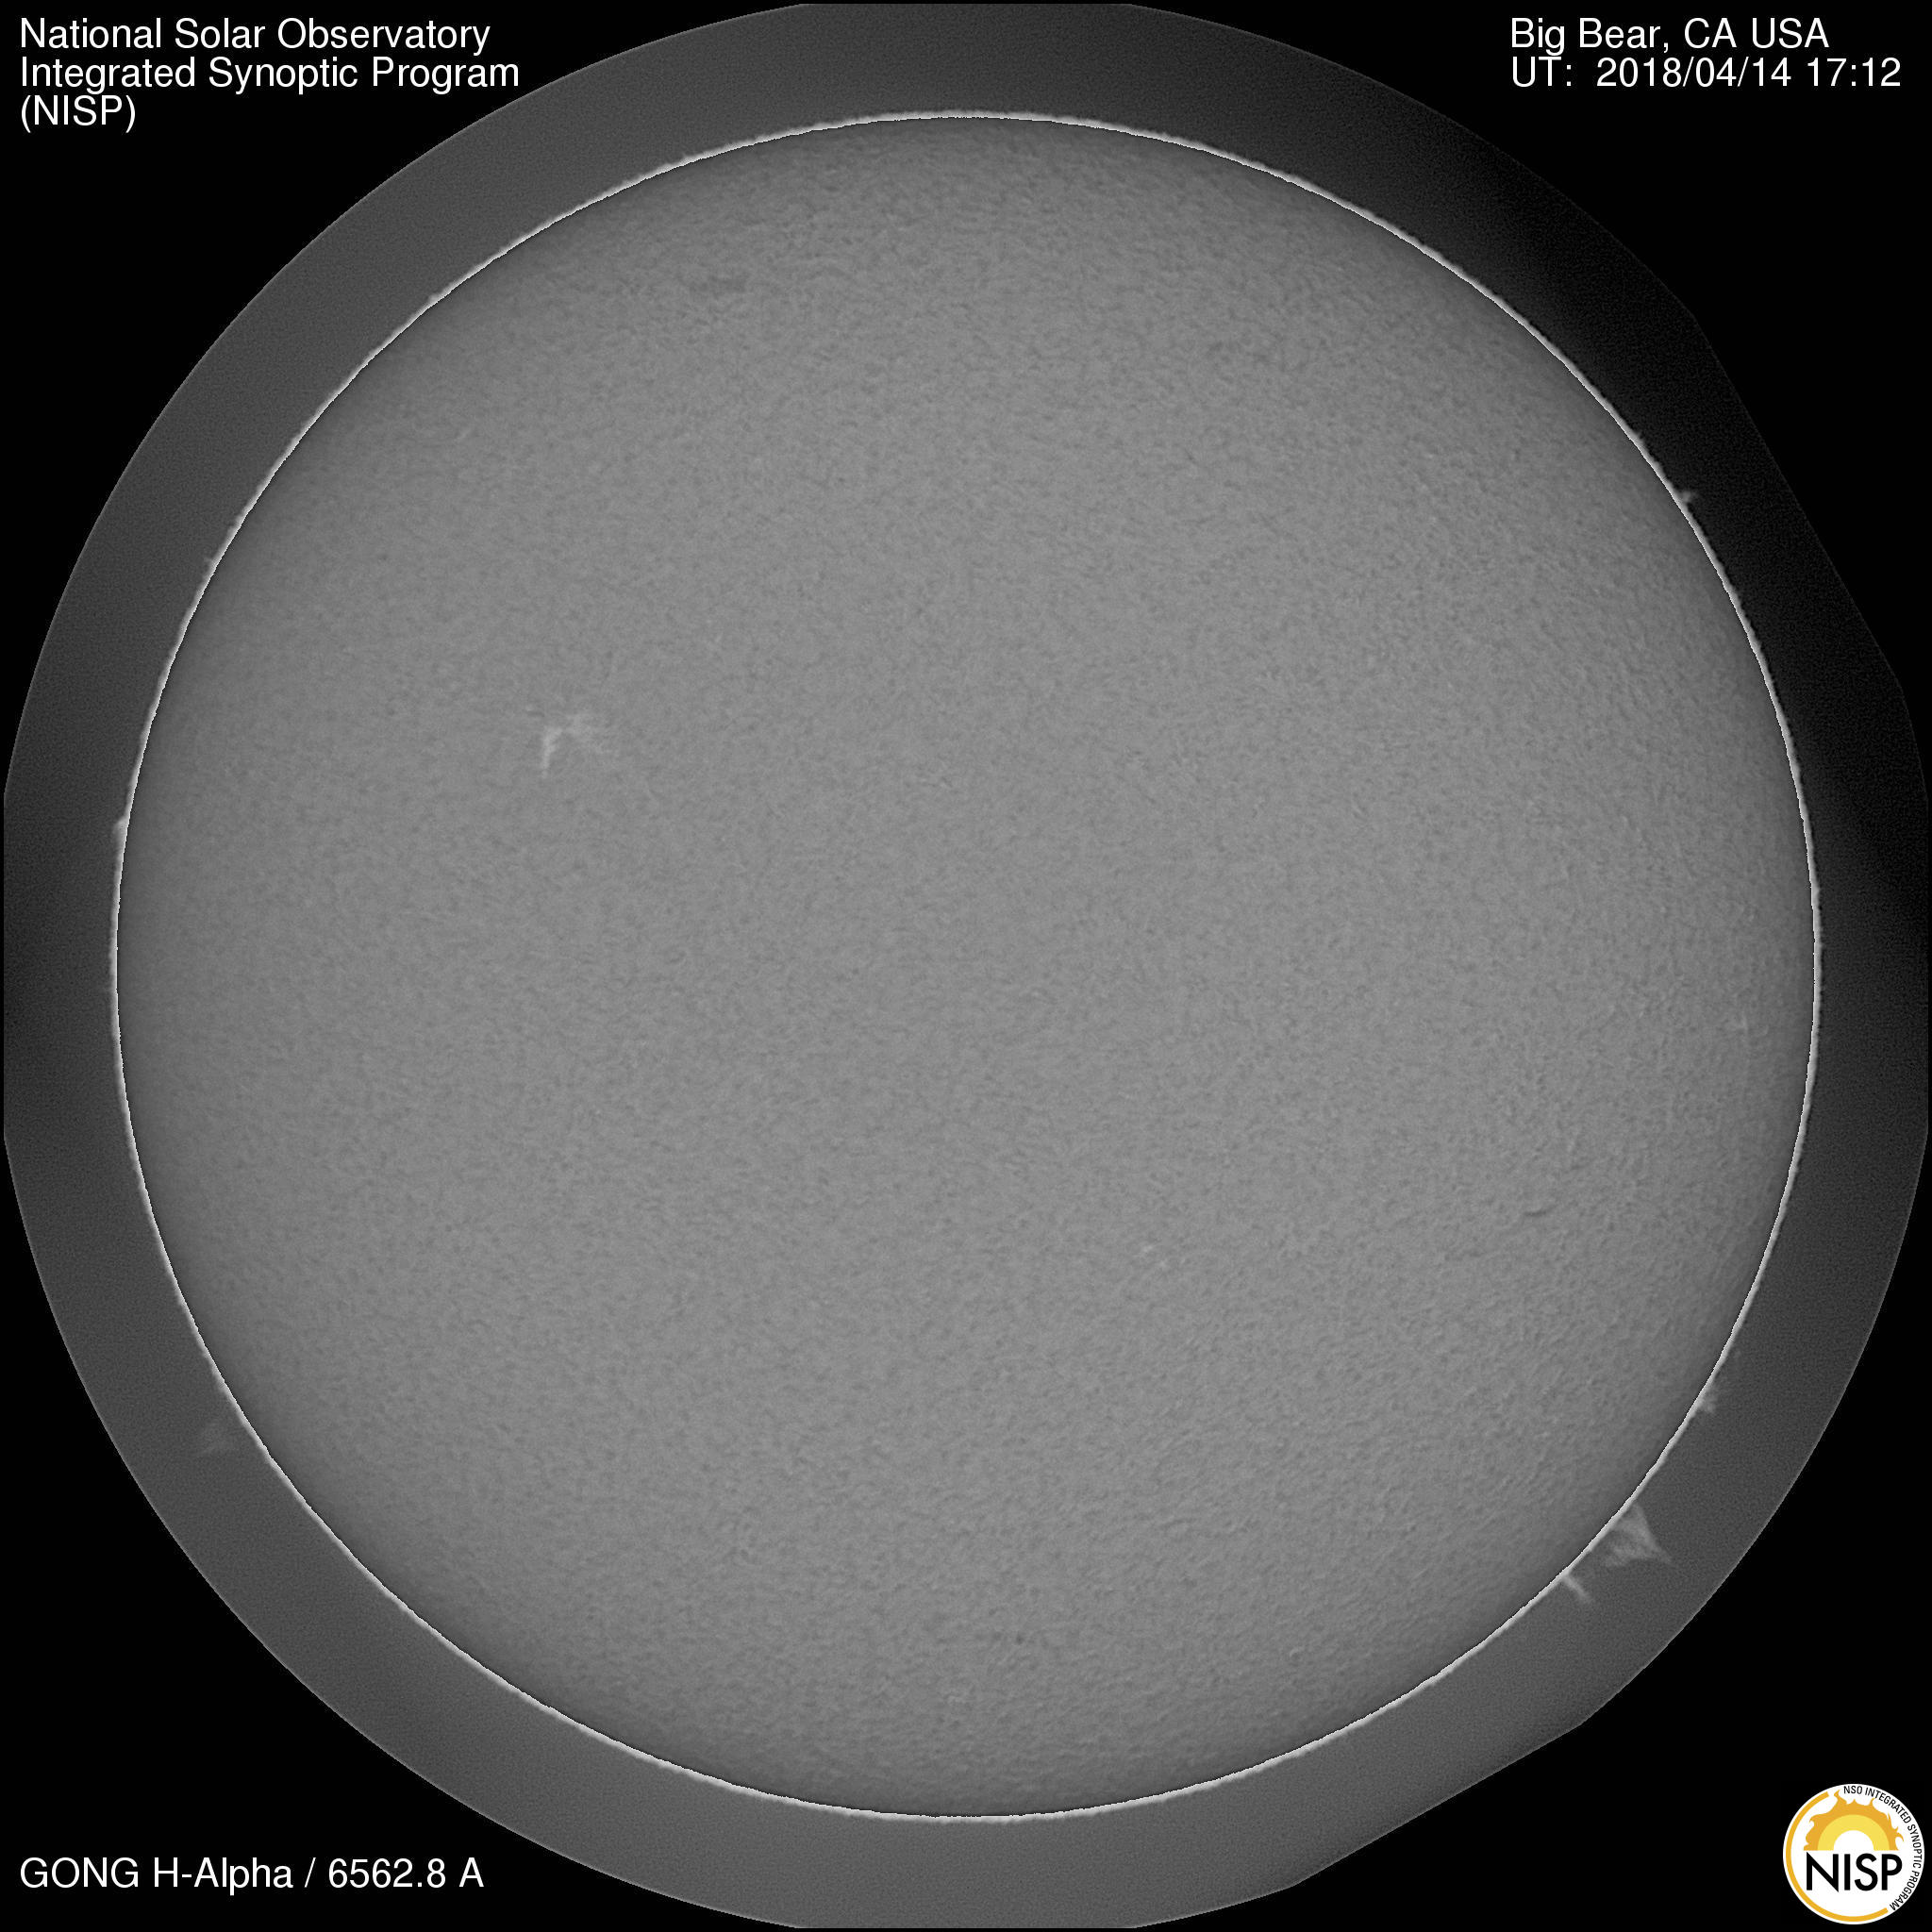 National Solar Observatory
Integrated Synoptic Program
(NISP)
Big Bear, CA USA
UT: 2018/04/14 17:12
GONG H-Alpha / 6562.8 A
NSO INTEGRATED SYNOPTIC PROGRAM
NISP